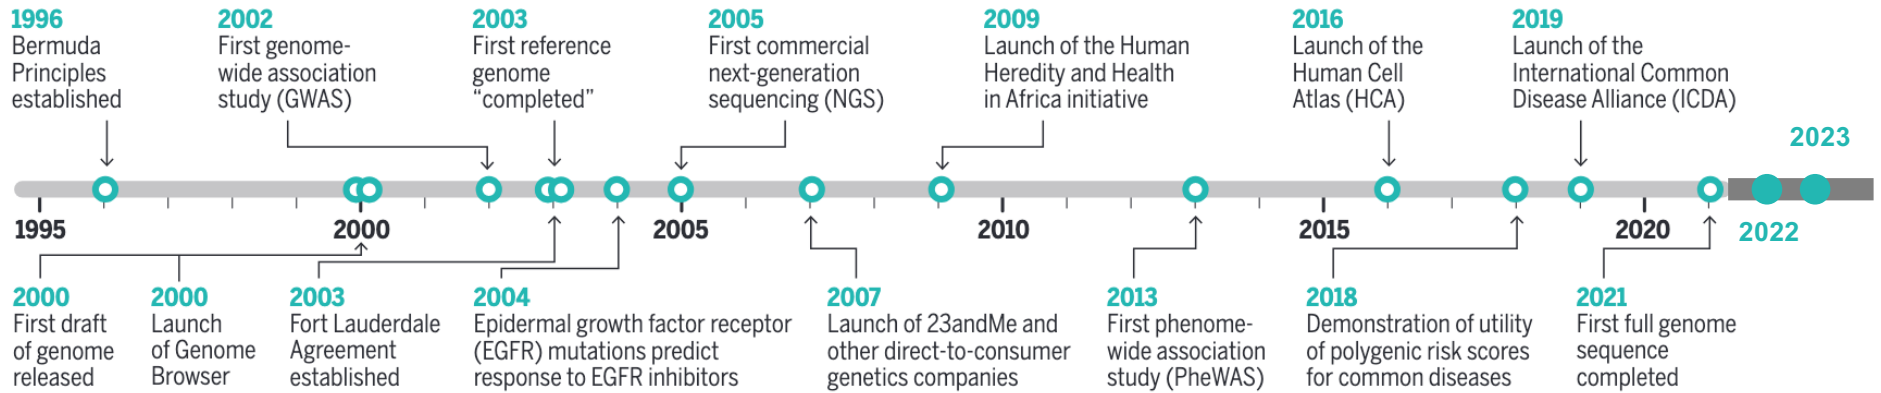 1996
Bermuda
Principles
established
2002
First genome-
wide association
study (GWAS)
2003
First reference
genome
“completed”
2005
First commercial
next-generation
sequencing (NGS)
2009
Launch of the Human
Heredity and Health
in Africa initiative
2016
Launch of the
Human Cell
Atlas (HCA)
2019
Launch of the
International Common
Disease Alliance (ICDA)
2023
1995
2000
2005
2010
2015
2020
2022
2000
First draft
of genome
released
2000
Launch
of Genome
Browser
2003
Fort Lauderdale
Agreement
established
2004
Epidermal growth factor receptor
(EGFR) mutations predict
response to EGFR inhibitors
2007
Launch of 23andMe and
other direct-to-consumer
genetics companies
2013
First phenome-
wide association
study (PheWAS)
2018
Demonstration of utility
of polygenic risk scores
for common diseases
2021
First full genome
sequence
completed